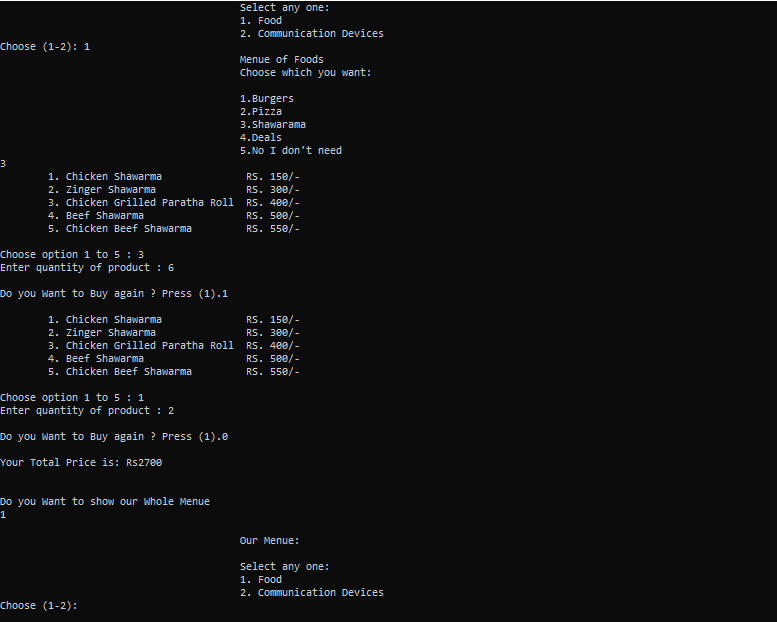 Select any one:
1. Food
2. Communication Devices
Choose (1-2): 1
Menue of Foods
Choose which you want:
1.Burgers
2.Pizza
3.Shawarama
4.Deals
5.No I don't need
3
1. Chicken Shawarma RS. 150/-
2. Zinger Shawarma RS. 300/-
3. Chicken Grilled Paratha Roll RS. 400/-
4. Beef Shawarma RS. 500/-
5. Chicken Beef Shawarma RS. 550/-
Choose option 1 to 5 : 3
Enter quantity of product : 6
Do you Want to Buy again ? Press (1).1
1. Chicken Shawarma RS. 150/-
2. Zinger Shawarma RS. 300/-
3. Chicken Grilled Paratha Roll RS. 400/-
4. Beef Shawarma RS. 500/-
5. Chicken Beef Shawarma RS. 550/-
Choose option 1 to 5 : 1
Enter quantity of product : 2
Do you Want to Buy again ? Press (1).0
Your Total Price is: Rs2700
Do you Want to show our Whole Menue
1
Our Menue:
Select any one:
1. Food
2. Communication Devices
Choose (1-2):